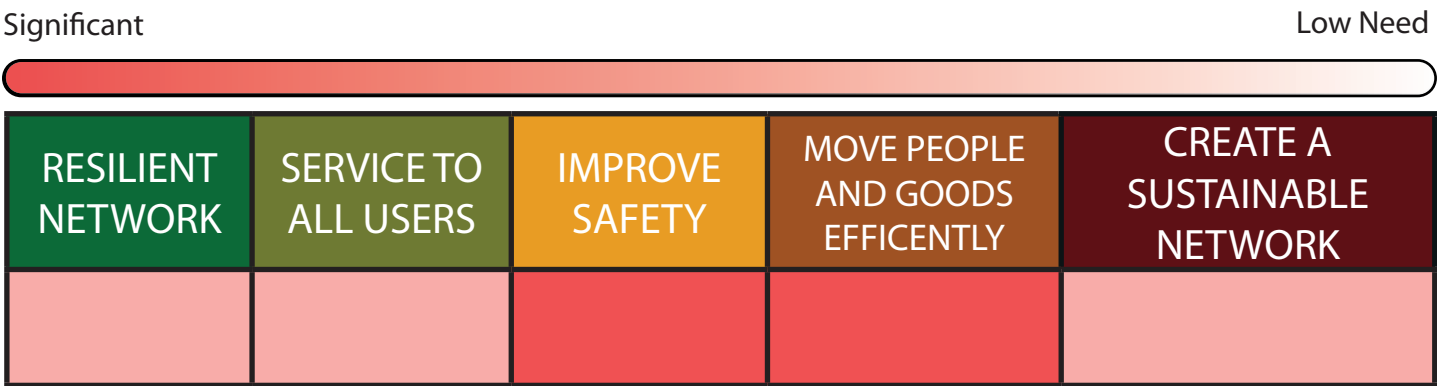 Significant
Low Need
RESILIENT
NETWORK
SERVICE TO
ALL USERS
IMPROVE
SAFETY
MOVE PEOPLE
AND GOODS
EFFICENTLY
CREATE A
SUSTAINABLE
NETWORK